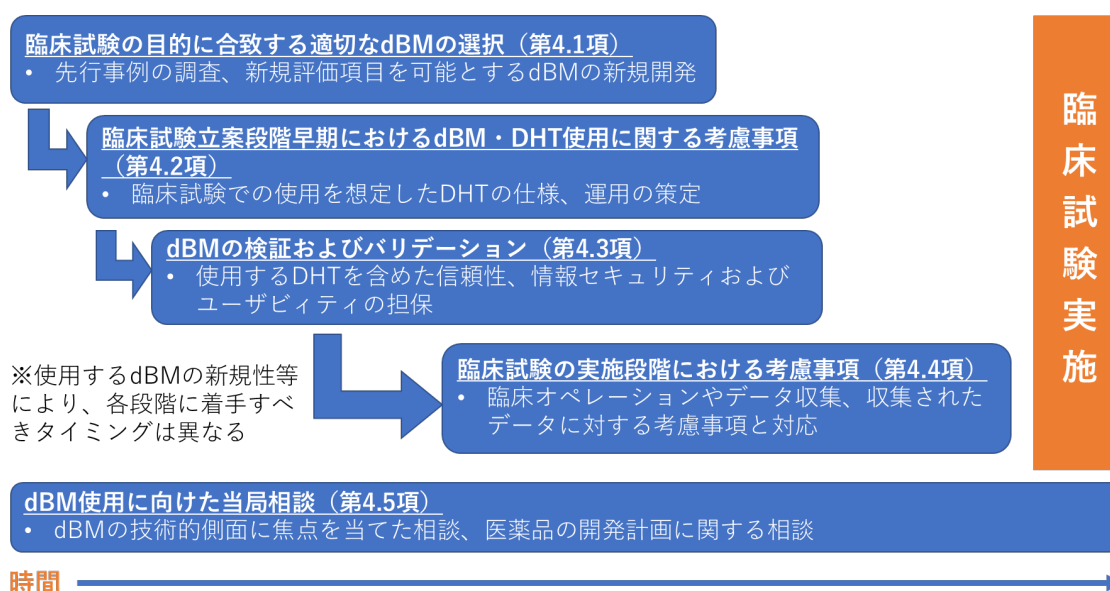 臨床試験の目的に合致する適切なdBMの選択（第4.1項）
• 先行事例の調査、新規評価項目を可能とするdBMの新規開発
臨床試験立案段階早期におけるdBM・DHT使用に関する考慮事項
（第4.2項）
• 臨床試験での使用を想定したDHTの仕様、運用の策定
dBMの検証およびバリデーション（第4.3項）
• 使用するDHTを含めた信頼性、情報セキュリティおよび
ユーザビィティの担保
臨床試験の実施段階における考慮事項（第4.4項）
• 臨床オペレーションやデータ収集、収集された
データに対する考慮事項と対応
※使用するdBMの新規性等
により、各段階に着手すべ
きタイミングは異なる
dBM使用に向けた当局相談（第4.5項）
• dBMの技術的側面に焦点を当てた相談、医薬品の開発計画に関する相談
臨床試験実施
時間